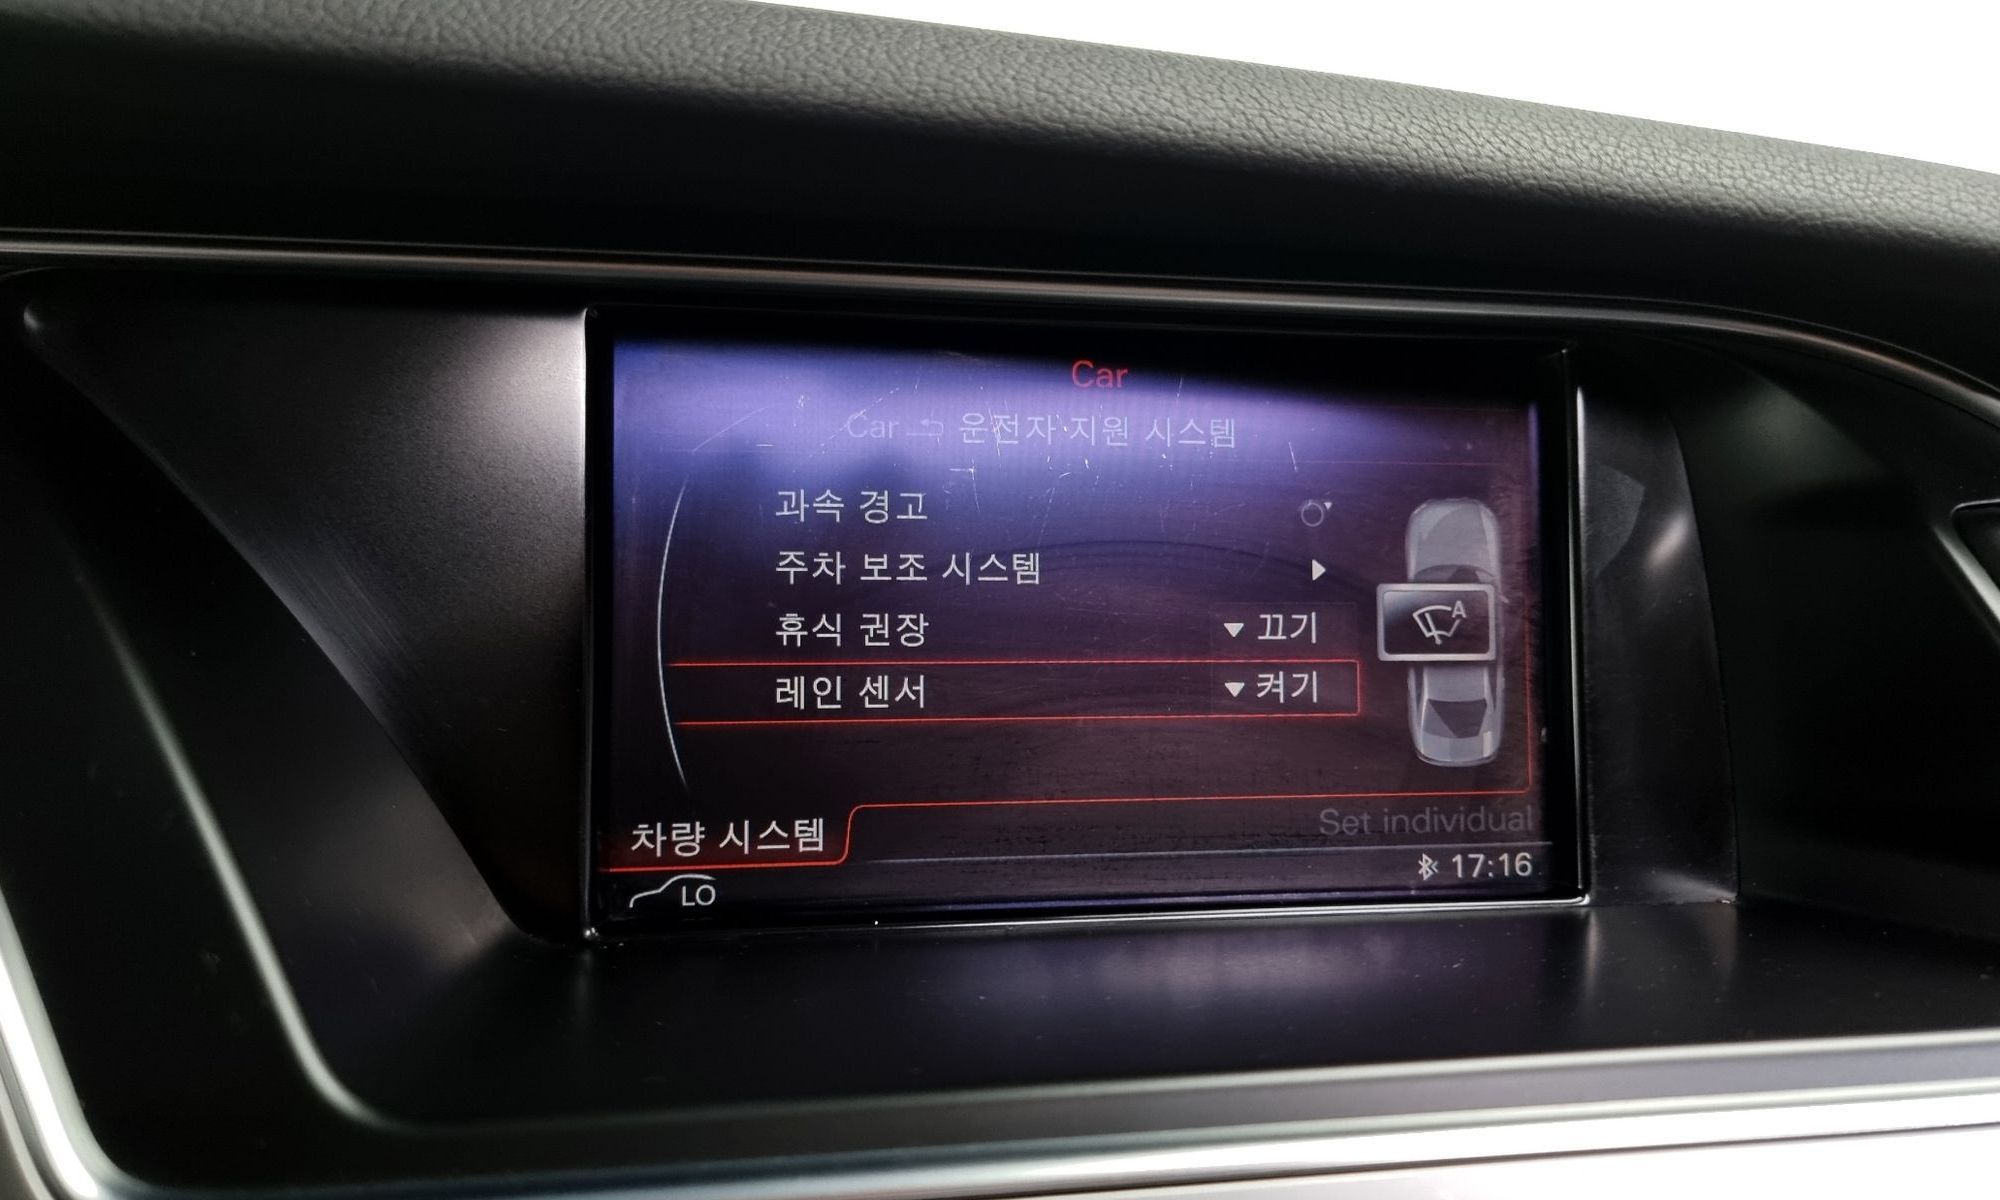 Car
Car 운전자 지원 시스템
과속 경고
주차 보조 시스템
휴식 권장 ▼ 끄기
레인 센서 ▼ 켜기
A
차량 시스템
Set individual
LO
17:16